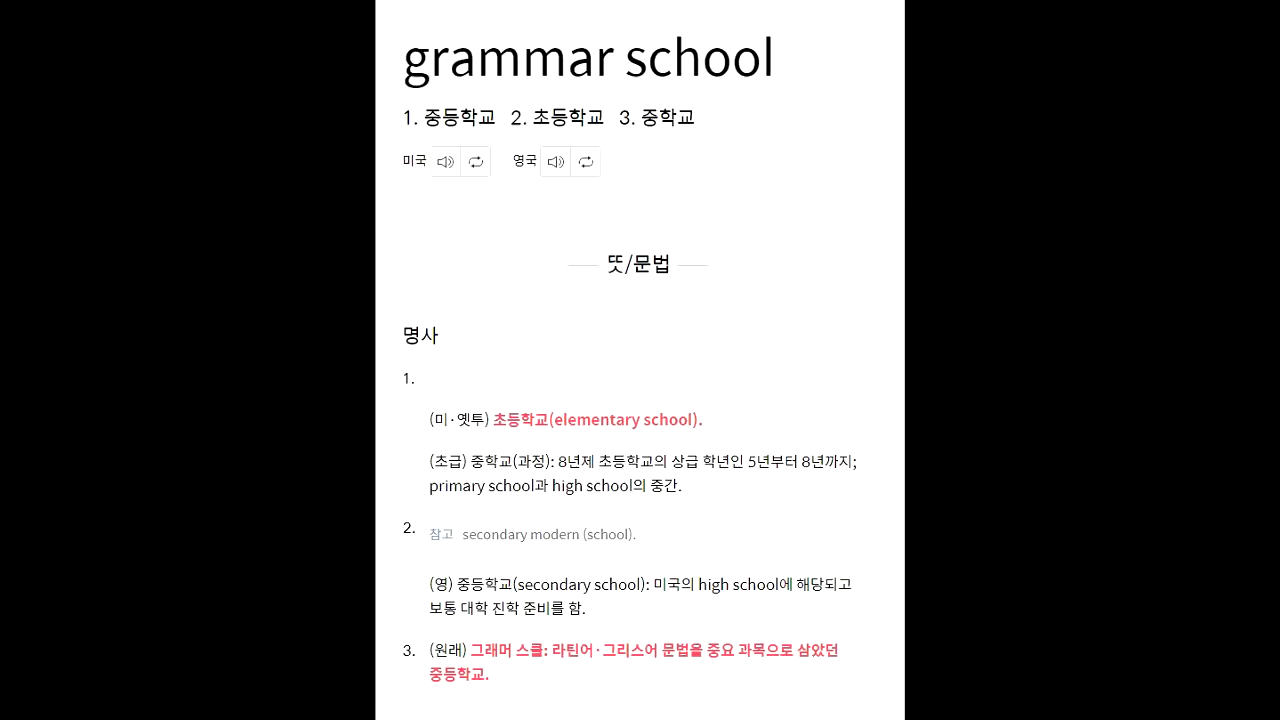 grammar school
1. 중등학교 2. 초등학교 3. 중학교
미국 영국
뜻/문법
명사
1.
(미·옛투) 초등학교(elementary school).
(초급) 중학교(과정): 8년제 초등학교의 상급 학년인 5년부터 8년까지;
primary school과 high school의 중간.
2. 참고 secondary modern (school).
(영) 중등학교(secondary school): 미국의 high school에 해당되고
보통 대학 진학 준비를 함.
3. (원래) 그래머 스쿨: 라틴어·그리스어 문법을 중요 과목으로 삼았던
중등학교.